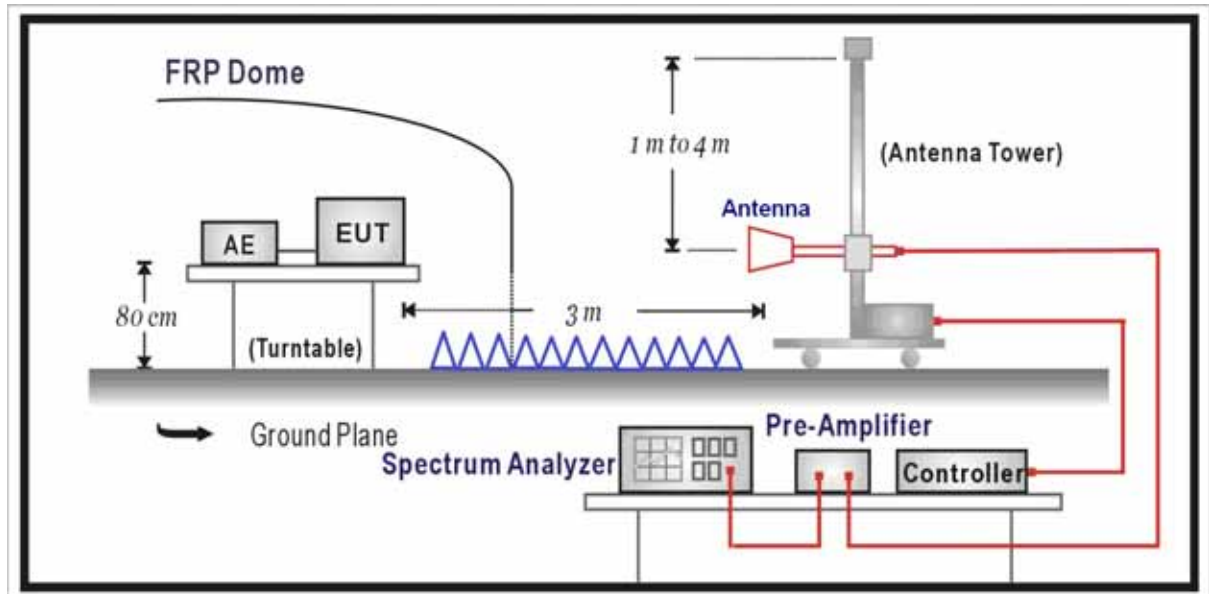 FRP Dome
1 m to 4 m
(Antenna Tower)
Antenna
AE
EUT
80 cm
3 m
(Turntable)
Ground Plane
Pre-Amplifier
Spectrum Analyzer
Controller